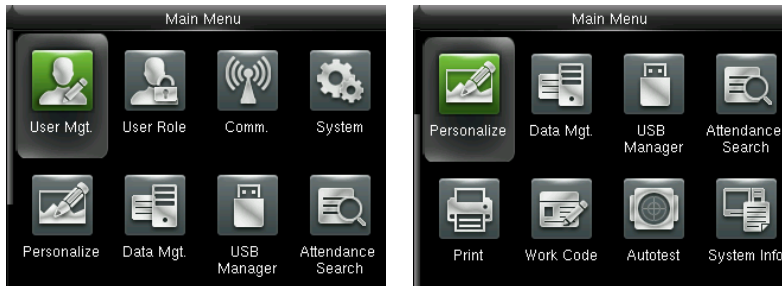 Main Menu
User Mgt.
User Role
Comm.
System
Personalize
Data Mgt.
USB
Manager
Attendance
Search
Main Menu
Personalize
Data Mgt.
USB
Manager
Attendance
Search
Print
Work Code
Autotest
System Info